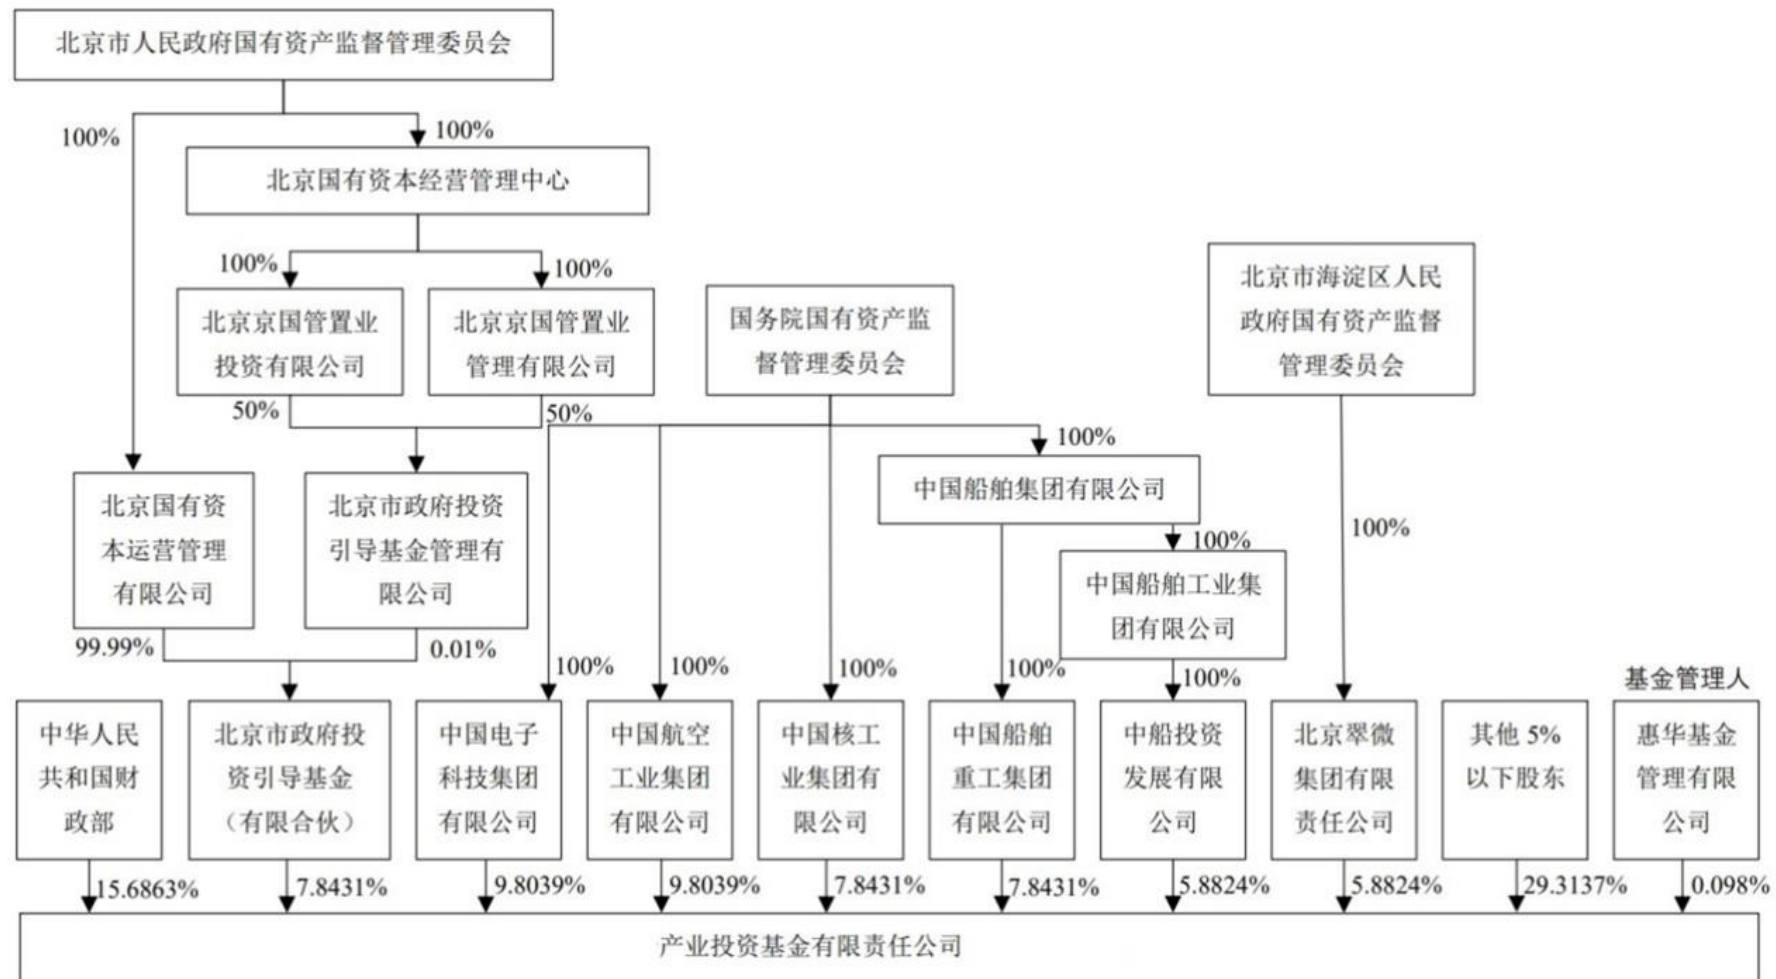 北京市人民政府国有资产监督管理委员会
100%
100%
北京国有资本经营管理中心
100%
100%
北京京国管置业
投资有限公司
北京京国管置业
管理有限公司
国务院国有资产监
督管理委员会
北京市海淀区人民
政府国有资产监督
管理委员会
50%
50%
100%
中国船舶集团有限公司
北京国有资
本运营管理
有限公司
北京市政府投资
引导基金管理有
限公司
100%
100%
中国船舶工业集
团有限公司
99.99%
0.01%
100%
100%
100%
100%
100%
基金管理人
中华人民
共和国财
政部
北京市政府投
资引导基金
（有限合伙）
中国电子
科技集团
有限公司
中国航空
工业集团
有限公司
中国核工
业集团有
限公司
中国船舶
重工集团
有限公司
中船投资
发展有限
公司
北京翠微
集团有限
责任公司
其他 5%
以下股东
惠华基金
管理有限
公司
15.6863%
7.8431%
9.8039%
9.8039%
7.8431%
7.8431%
5.8824%
5.8824%
29.3137%
0.098%
产业投资基金有限责任公司